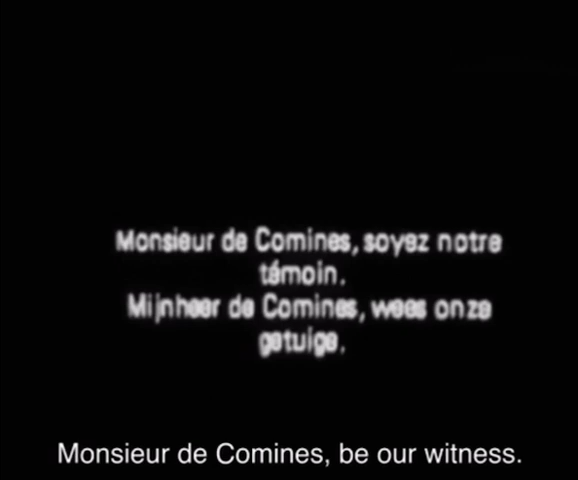 Monsieur de Comines, soyez notre
témoin.
Mijnheer de Comines, wees onze
getuige.
Monsieur de Comines, be our witness.